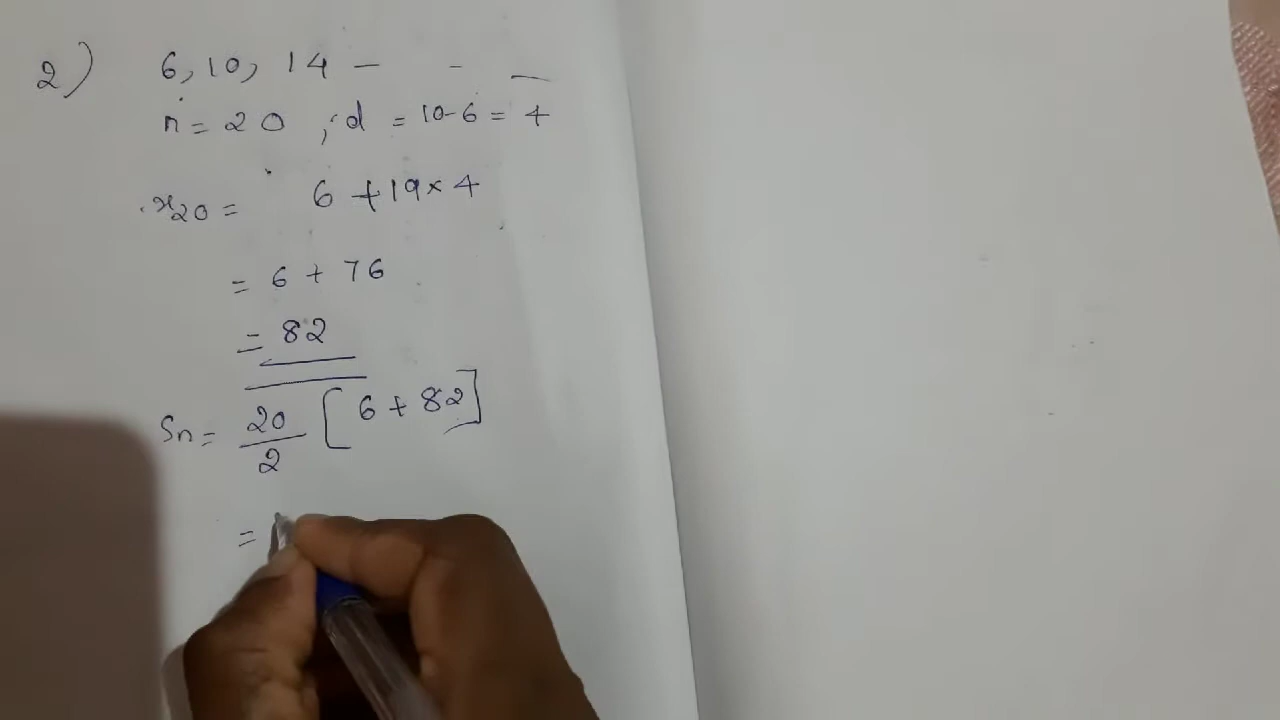 2) 6, 10, 14 — - —
n = 20 ; d = 10-6 = 4
x20 = 6 + 19 × 4
= 6 + 76
= 82
Sn = 20/2 [6 + 82]
=